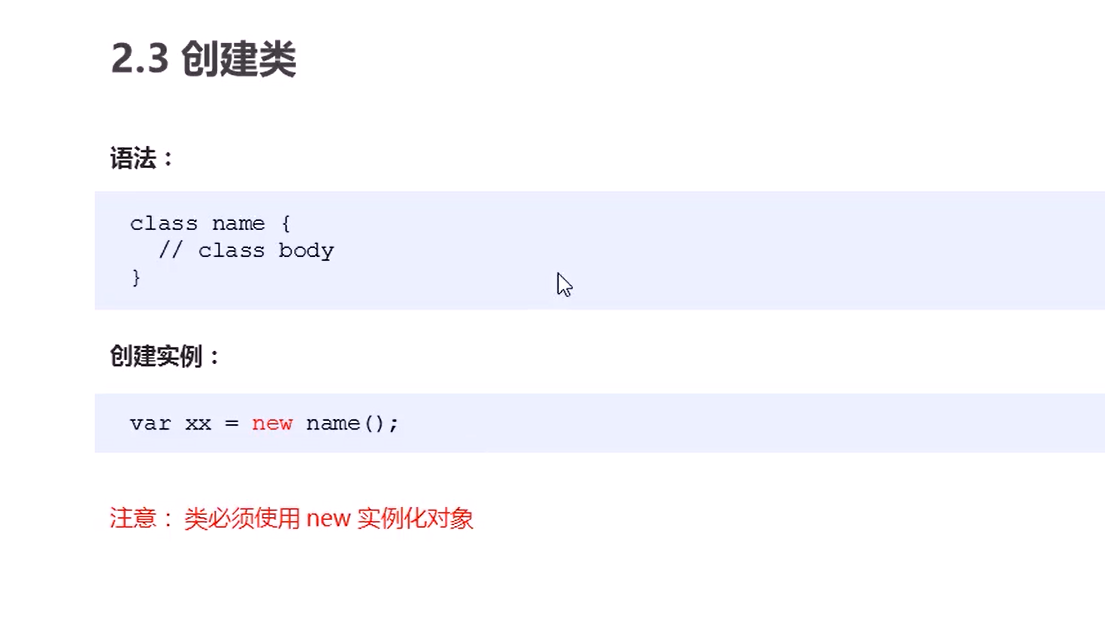 2.3 创建类
语法：
class name {
  // class body
}
创建实例：
var xx = new name();
注意： 类必须使用 new 实例化对象